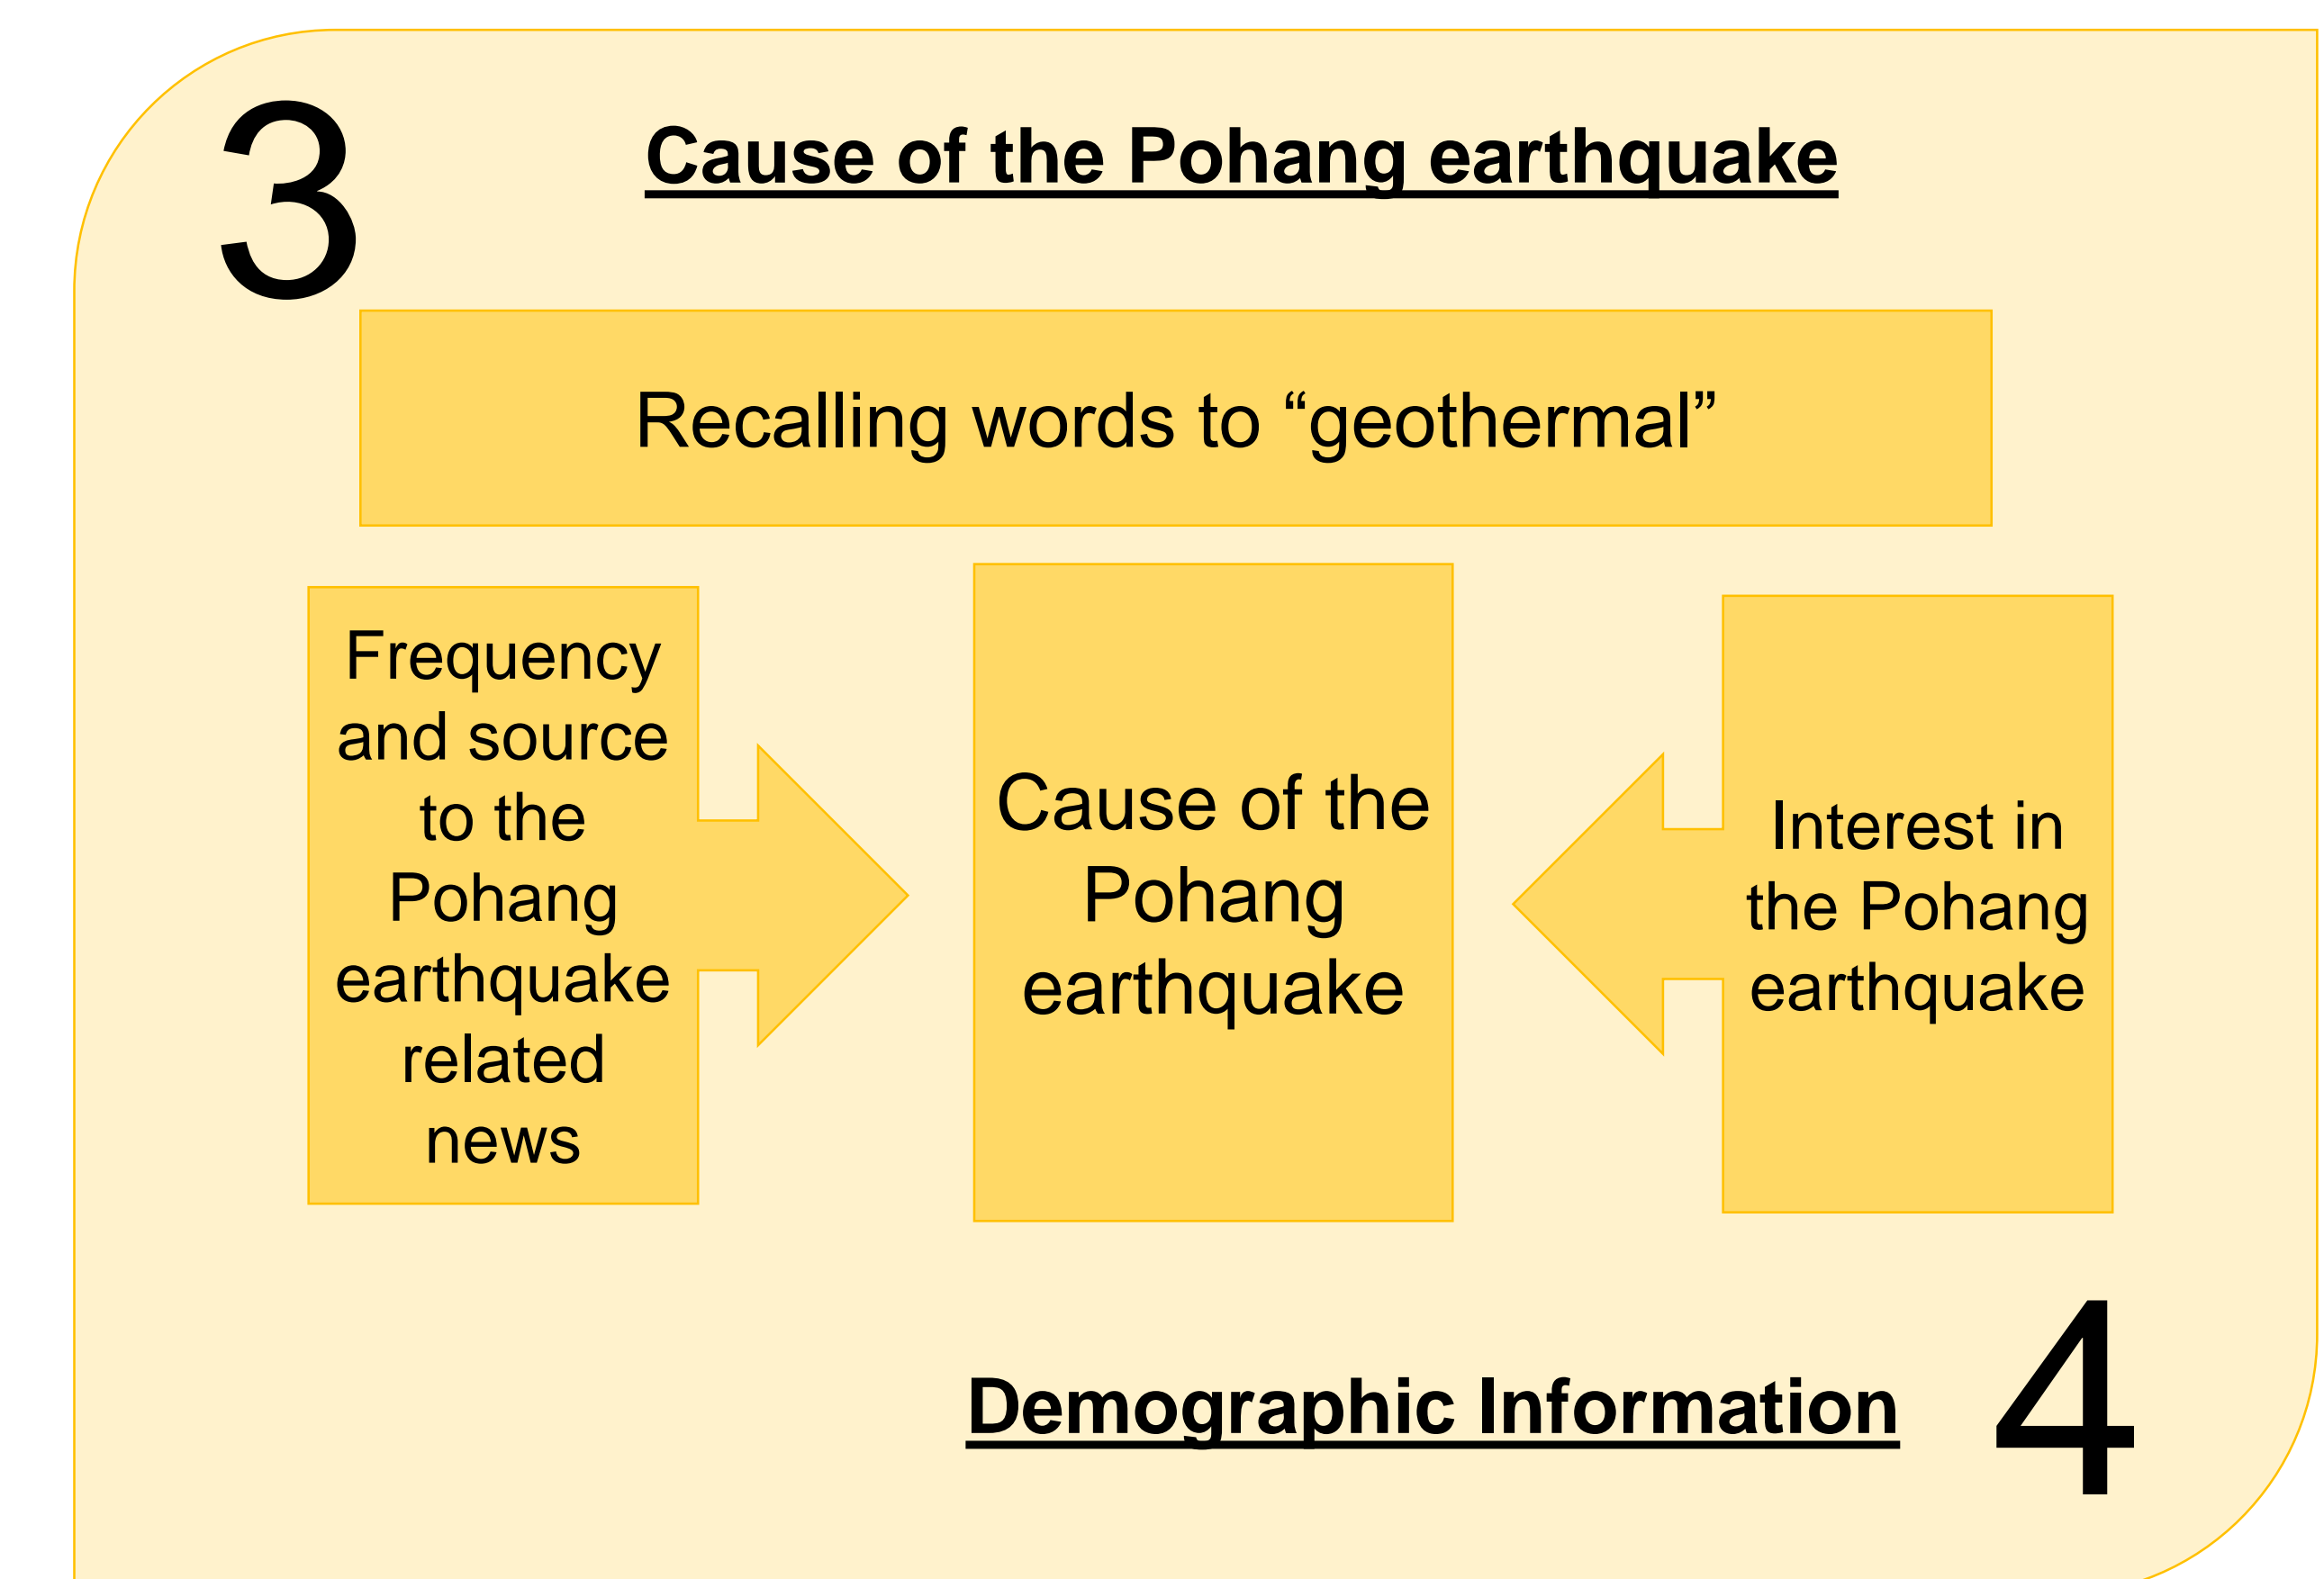 3
Cause of the Pohang earthquake
Recalling words to “geothermal”
Frequency
and source
to the
Pohang
earthquake
related
news
Cause of the
Pohang
earthquake
Interest in
the Pohang
earthquake
Demographic Information
4